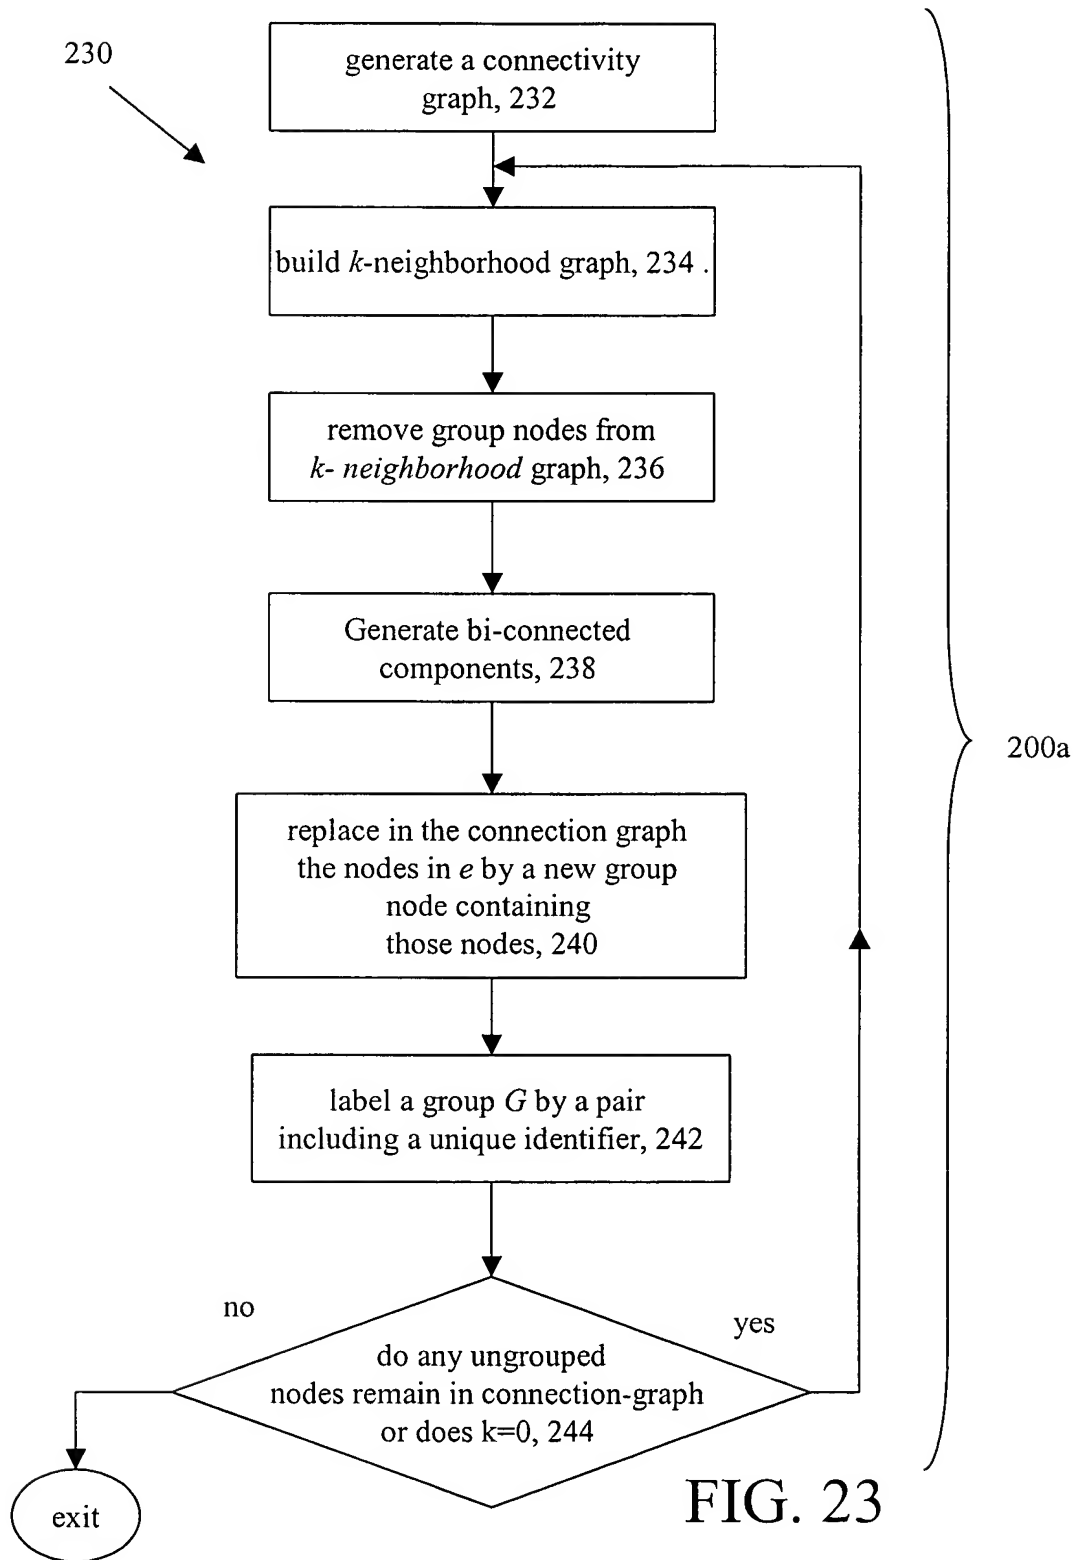 230
generate a connectivity
graph, 232
build k-neighborhood graph, 234 .
remove group nodes from
k- neighborhood graph, 236
Generate bi-connected
components, 238
200a
replace in the connection graph
the nodes in e by a new group
node containing
those nodes, 240
label a group G by a pair
including a unique identifier, 242
no
yes
do any ungrouped
nodes remain in connection-graph
or does k=0, 244
exit
FIG. 23